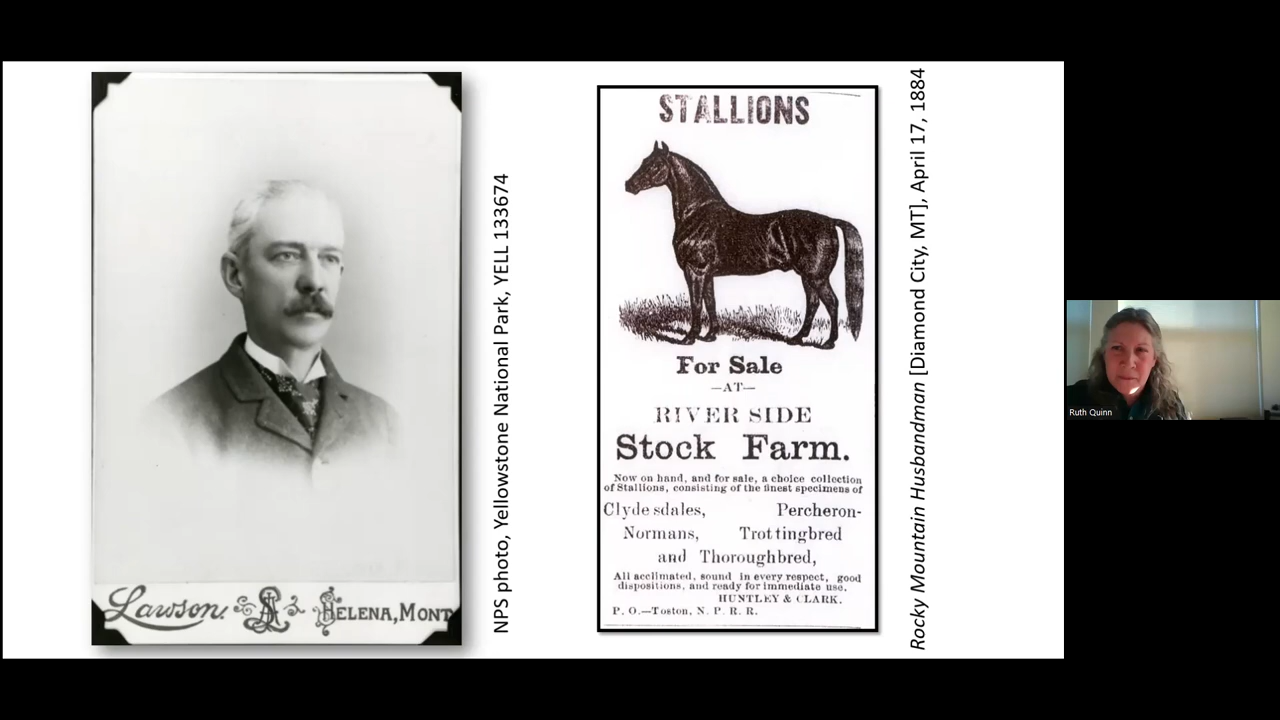 Lawson. Helena, Mont
NPS photo, Yellowstone National Park, YELL 133674
STALLIONS
For Sale
—AT—
RIVER SIDE
Stock Farm.
Now on hand, and for sale, a choice collection
of Stallions, consisting of the finest specimens of
Clydesdales, Percheron-
Normans, Trottingbred
and Thoroughbred,
All acclimated, sound in every respect, good
dispositions, and ready for immediate use.
HUNTLEY & CLARK.
P. O.—Toston, N. P. R. R.
Rocky Mountain Husbandman [Diamond City, MT], April 17, 1884
Ruth Quinn